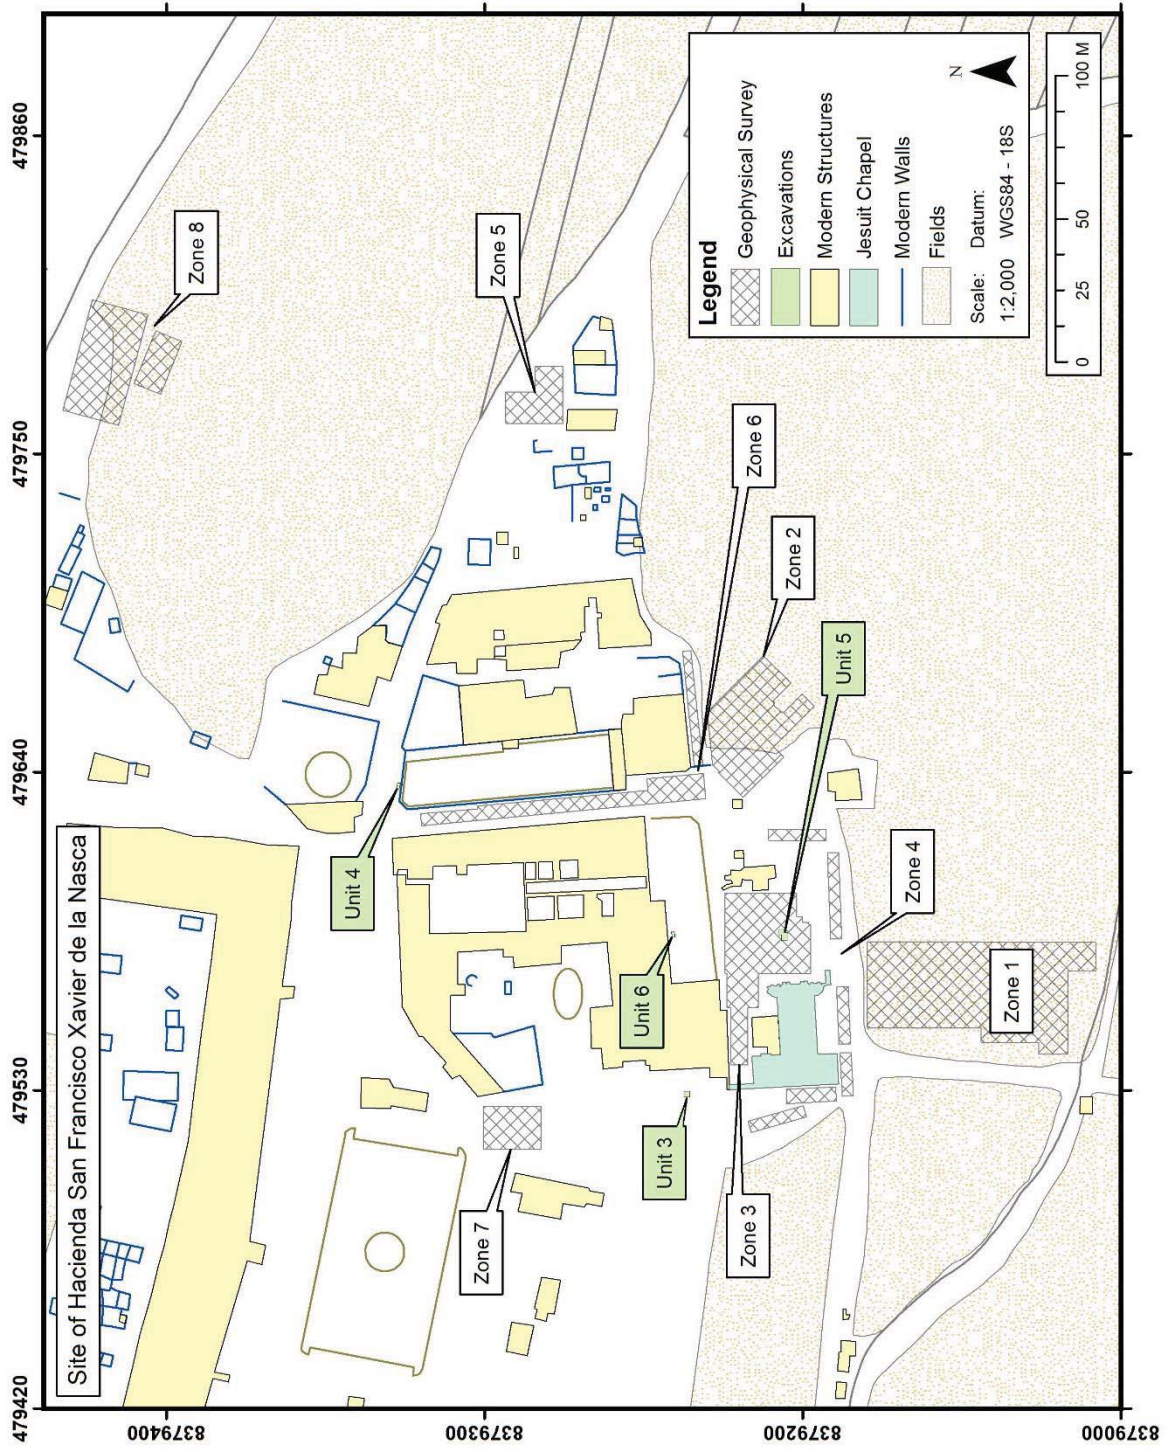 Site of Hacienda San Francisco Xavier de la Nasca
479420
479530
479640
479750
479860
8379400
8379300
8379200
8379000
Zone 8
Zone 5
Unit 4
Zone 7
Unit 6
Unit 3
Zone 6
Zone 2
Unit 5
Zone 3
Zone 4
Zone 1
Legend
Geophysical Survey
Excavations
Modern Structures
Jesuit Chapel
Modern Walls
Fields
Scale: Datum:
1:2,000 WGS84 - 18S
N
0 25 50 100 M